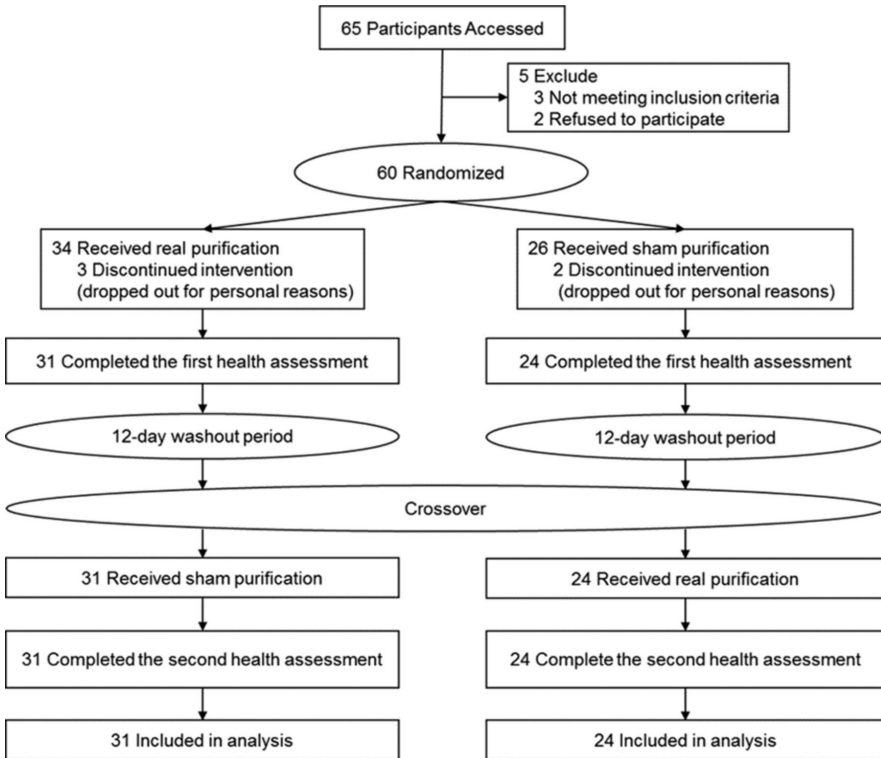 65 Participants Accessed
5 Exclude
3 Not meeting inclusion criteria
2 Refused to participate
60 Randomized
34 Received real purification
3 Discontinued intervention
(dropped out for personal reasons)
26 Received sham purification
2 Discontinued intervention
(dropped out for personal reasons)
31 Completed the first health assessment
24 Completed the first health assessment
12-day washout period
12-day washout period
Crossover
31 Received sham purification
24 Received real purification
31 Completed the second health assessment
24 Complete the second health assessment
31 Included in analysis
24 Included in analysis